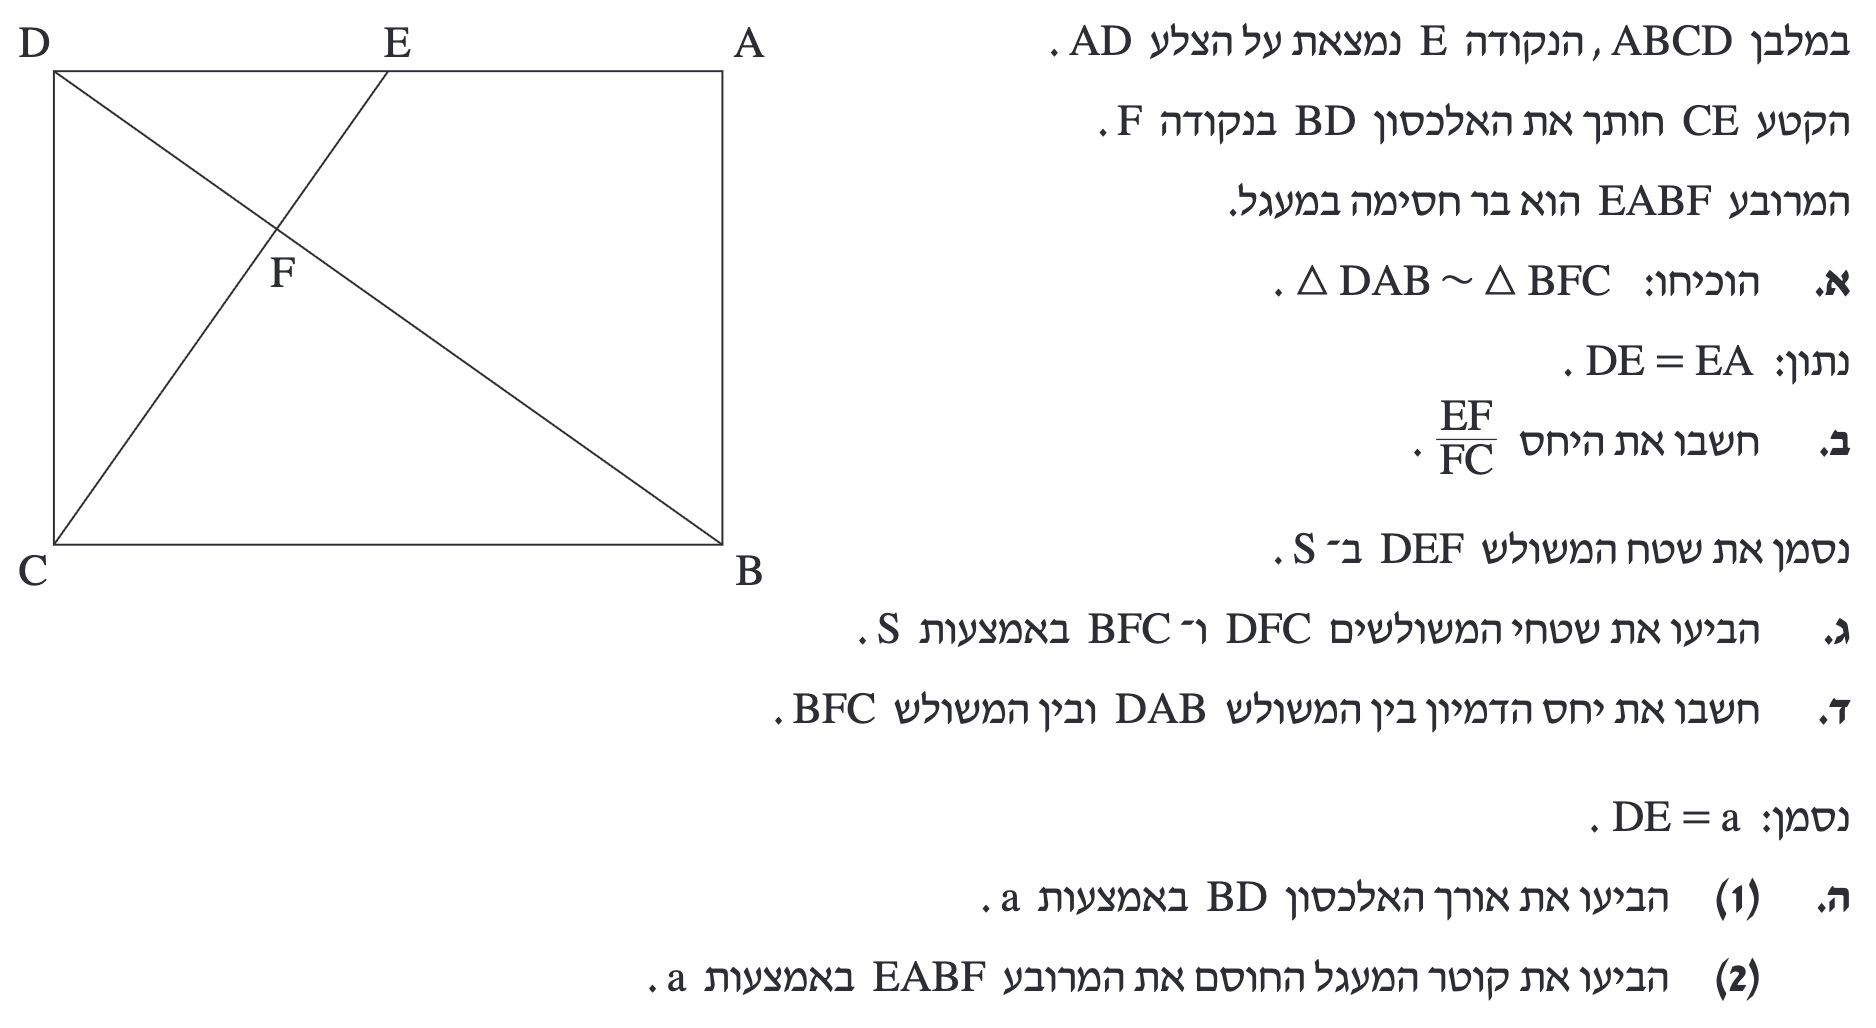 במלבן ABCD, הנקודה E נמצאת על הצלע AD.
הקטע CE חותך את האלכסון BD בנקודה F.
המרובע EABF הוא בר חסימה במעגל.
א. הוכיחו: △ DAB ~ △ BFC.
נתון: DE = EA.
ב. חשבו את היחס EF/FC.
נסמן את שטח המשולש DEF ב־ S.
ג. הביעו את שטחי המשולשים DFC ו־ BFC באמצעות S.
ד. חשבו את יחס הדמיון בין המשולש DAB ובין המשולש BFC.
נסמן: DE = a.
ה. (1) הביעו את אורך האלכסון BD באמצעות a.
(2) הביעו את קוטר המעגל החוסם את המרובע EABF באמצעות a.
D
E
A
F
C
B